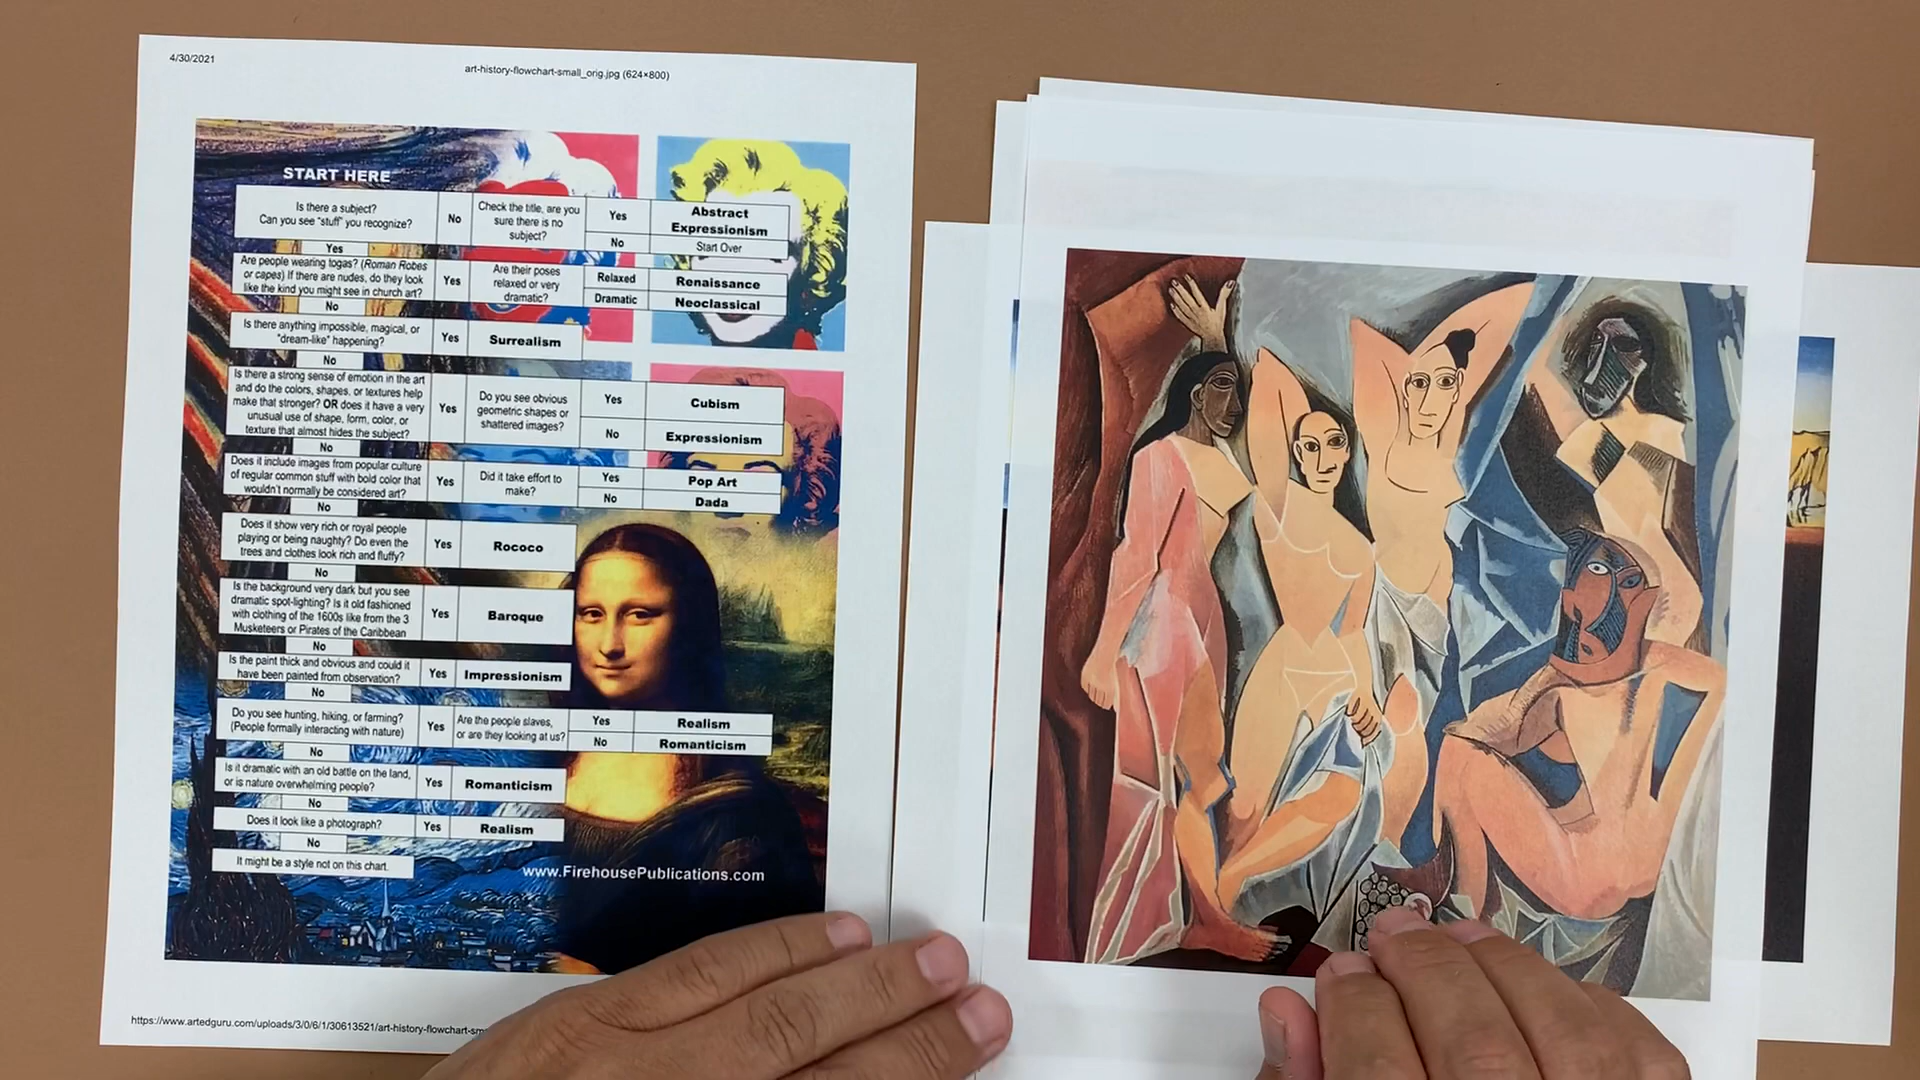 4/30/2021
art-history-flowchart-small_orig.jpg (624×800)
START HERE
Is there a subject?
Can you see "stuff" you recognize?
No
Check the title, are you
sure there is no
subject?
Yes
Abstract
Expressionism
No
Start Over
Yes
Are people wearing togas? (Roman Robes
or capes) If there are nudes, do they look
like the kind you might see in church art?
Yes
Are their poses
relaxed or very
dramatic?
Relaxed
Renaissance
Dramatic
Neoclassical
No
Is there anything impossible, magical, or
"dream-like" happening?
Yes
Surrealism
No
Is there a strong sense of emotion in the art
and do the colors, shapes, or textures help
make that stronger? OR does it have a very
unusual use of shape, form, color, or
texture that almost hides the subject?
Yes
Do you see obvious
geometric shapes or
shattered images?
Yes
Cubism
No
Expressionism
No
Does it include images from popular culture
of regular common stuff with bold color that
wouldn't normally be considered art?
Yes
Did it take effort to
make?
Yes
Pop Art
No
Dada
No
Does it show very rich or royal people
playing or being naughty? Do even the
trees and clothes look rich and fluffy?
Yes
Rococo
No
Is the background very dark but you see
dramatic spot-lighting? Is it old fashioned
with clothing of the 1600s like from the 3
Musketeers or Pirates of the Caribbean
Yes
Baroque
No
Is the paint thick and obvious and could it
have been painted from observation?
Yes
Impressionism
No
Do you see hunting, hiking, or farming?
(People formally interacting with nature)
Yes
Are the people slaves,
or are they looking at us?
Yes
Realism
No
Romanticism
No
Is it dramatic with an old battle on the land,
or is nature overwhelming people?
Yes
Romanticism
No
Does it look like a photograph?
Yes
Realism
No
It might be a style not on this chart.
www.FirehousePublications.com
https://www.artedguru.com/uploads/3/0/6/1/30613521/art-history-flowchart-sm